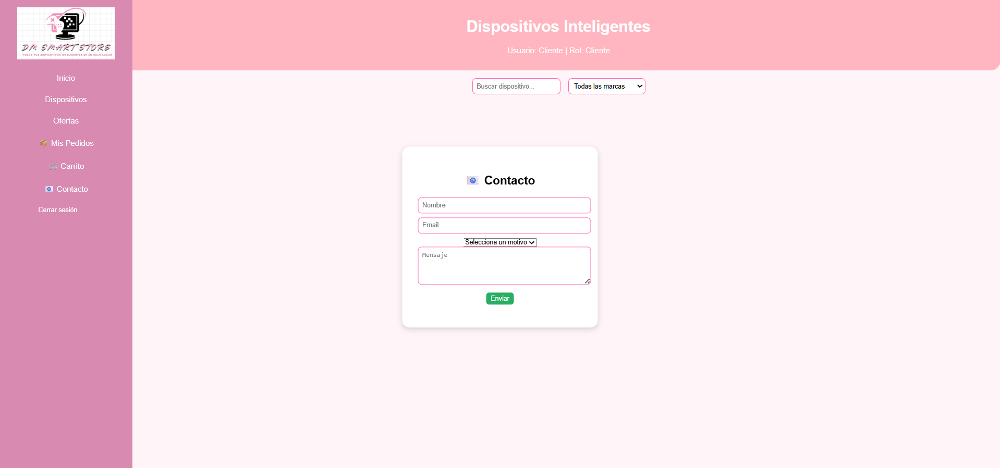 DM SMART STORE
TODOS TUS DISPOSITIVOS INTELIGENTES EN UN SOLO LUGAR
Inicio
Dispositivos
Ofertas
📦 Mis Pedidos
🛒 Carrito
📧 Contacto
Cerrar sesión
Dispositivos Inteligentes
Usuario: Cliente | Rol: Cliente
Buscar dispositivo...
Todas las marcas
📧 Contacto
Nombre
Email
Selecciona un motivo
Mensaje
Enviar